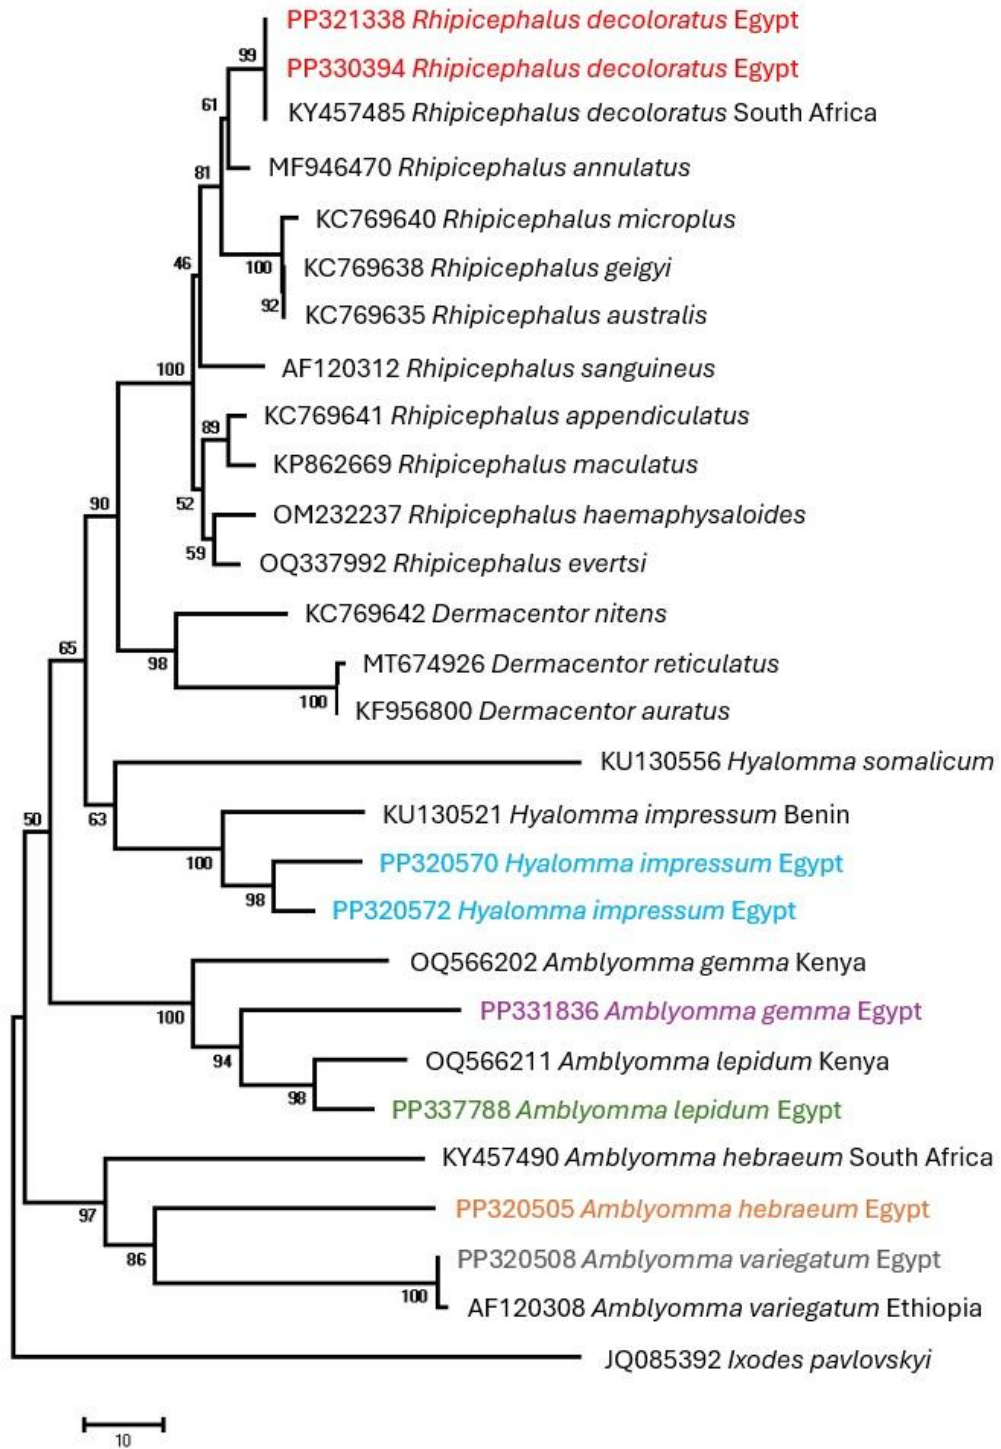 PP321338 Rhipicephalus decoloratus Egypt
99
PP330394 Rhipicephalus decoloratus Egypt
61
KY457485 Rhipicephalus decoloratus South Africa
81
MF946470 Rhipicephalus annulatus
KC769640 Rhipicephalus microplus
46
100
KC769638 Rhipicephalus geigyi
92
KC769635 Rhipicephalus australis
100
AF120312 Rhipicephalus sanguineus
KC769641 Rhipicephalus appendiculatus
89
KP862669 Rhipicephalus maculatus
90
52
OM232237 Rhipicephalus haemaphysaloides
59
OQ337992 Rhipicephalus evertsi
KC769642 Dermacentor nitens
65
98
MT674926 Dermacentor reticulatus
100
KF956800 Dermacentor auratus
KU130556 Hyalomma somalicum
50
63
KU130521 Hyalomma impressum Benin
100
PP320570 Hyalomma impressum Egypt
98
PP320572 Hyalomma impressum Egypt
OQ566202 Amblyomma gemma Kenya
100
PP331836 Amblyomma gemma Egypt
94
OQ566211 Amblyomma lepidum Kenya
98
PP337788 Amblyomma lepidum Egypt
KY457490 Amblyomma hebraeum South Africa
97
PP320505 Amblyomma hebraeum Egypt
86
PP320508 Amblyomma variegatum Egypt
100
AF120308 Amblyomma variegatum Ethiopia
JQ085392 Ixodes pavlovskyi
10